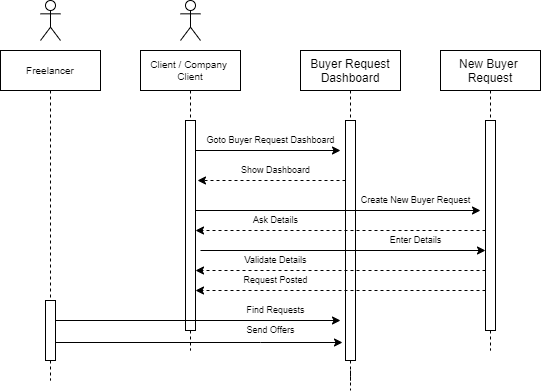 Freelancer
Client / Company
Client
Buyer Request
Dashboard
New Buyer
Request
Goto Buyer Request Dashboard
Show Dashboard
Create New Buyer Request
Ask Details
Enter Details
Validate Details
Request Posted
Find Requests
Send Offers